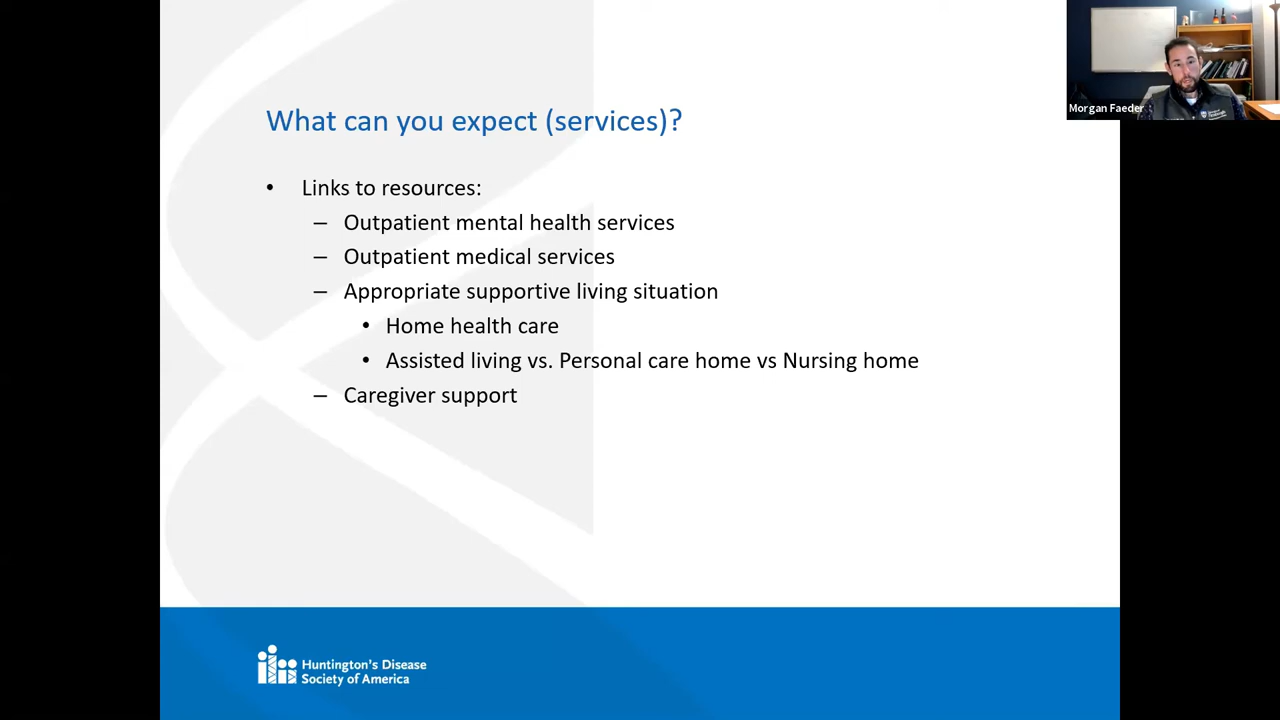 What can you expect (services)?
• Links to resources:
– Outpatient mental health services
– Outpatient medical services
– Appropriate supportive living situation
• Home health care
• Assisted living vs. Personal care home vs Nursing home
– Caregiver support
Huntington's Disease
Society of America
Morgan Faeder